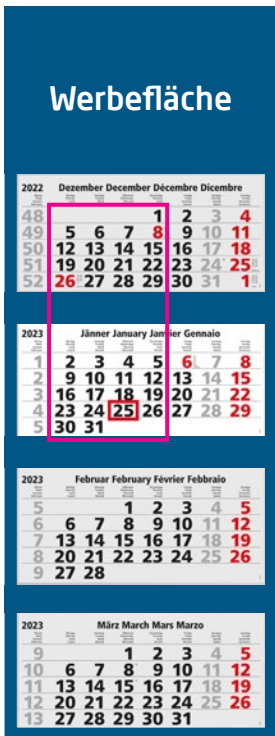 Werbefläche
2022 Dezember December Décembre Dicembre
48 1 2 3 4
49 5 6 7 8 9 10 11
50 12 13 14 15 16 17 18
51 19 20 21 22 23 24 25
52 26 27 28 29 30 31 1
2023 Jänner January Janvier Gennaio
1 2 3 4 5 6 7 8
2 9 10 11 12 13 14 15
3 16 17 18 19 20 21 22
4 23 24 25 26 27 28 29
5 30 31
2023 Februar February Février Febbraio
5 1 2 3 4 5
6 6 7 8 9 10 11 12
7 13 14 15 16 17 18 19
8 20 21 22 23 24 25 26
9 27 28
2023 März March Mars Marzo
9 1 2 3 4 5
10 6 7 8 9 10 11 12
11 13 14 15 16 17 18 19
12 20 21 22 23 24 25 26
13 27 28 29 30 31